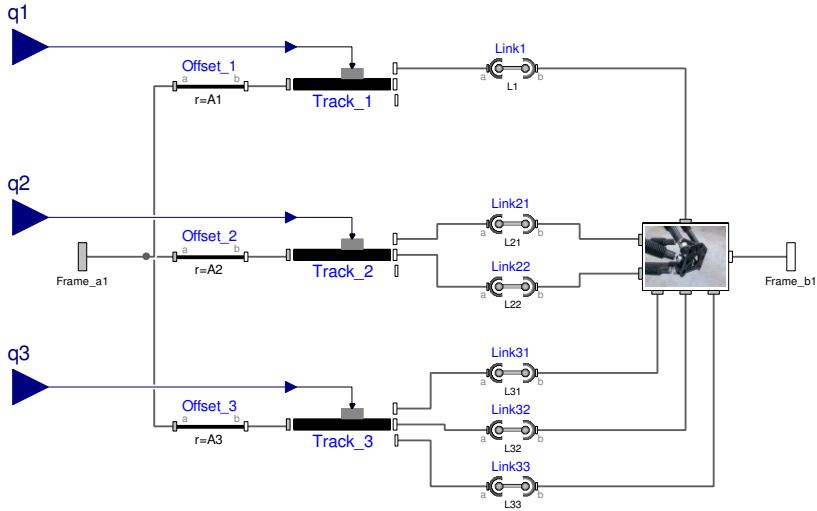 q1
Offset_1
a b
r=A1
Track_1
Link1
a b
L1
q2
Offset_2
a b
r=A2
Track_2
Link21
a b
L21
Link22
a b
L22
Frame_a1
Frame_b1
q3
Offset_3
a b
r=A3
Track_3
Link31
a b
L31
Link32
a b
L32
Link33
a b
L33